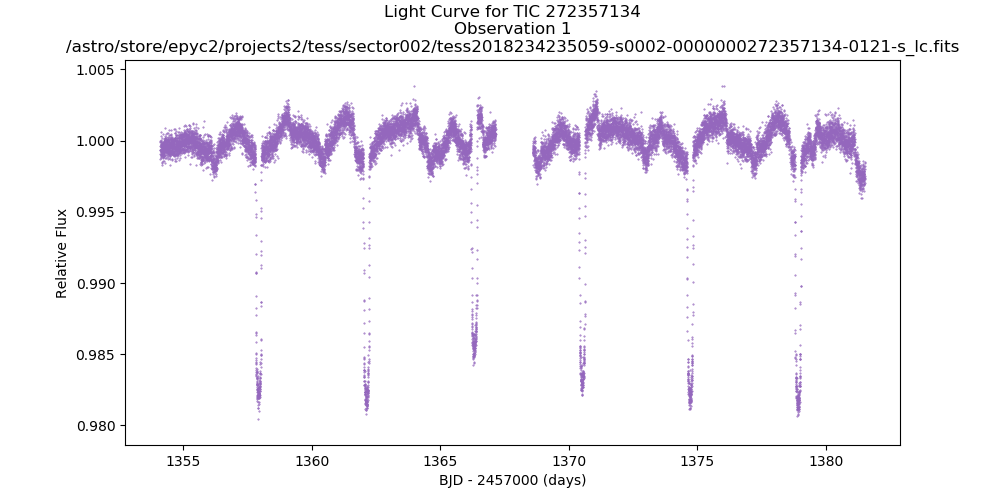 Light Curve for TIC 272357134
Observation 1
/astro/store/epyc2/projects2/tess/sector002/tess2018234235059-s0002-0000000272357134-0121-s_lc.fits
1.005
1.000
0.995
0.990
0.985
0.980
Relative Flux
1355
1360
1365
1370
1375
1380
BJD - 2457000 (days)